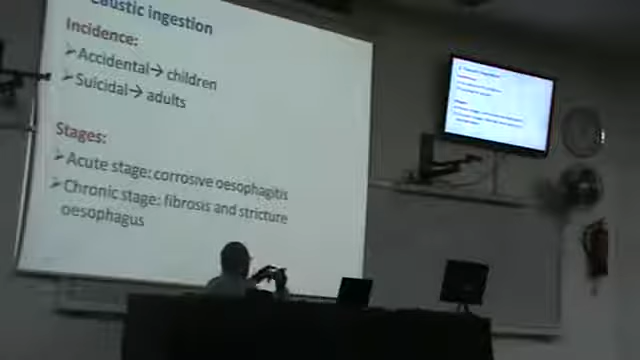 austic ingestion
Incidence:
➢Accidental→ children
➢Suicidal→ adults
Stages:
➢Acute stage: corrosive oesophagitis
➢Chronic stage: fibrosis and stricture
oesophagus